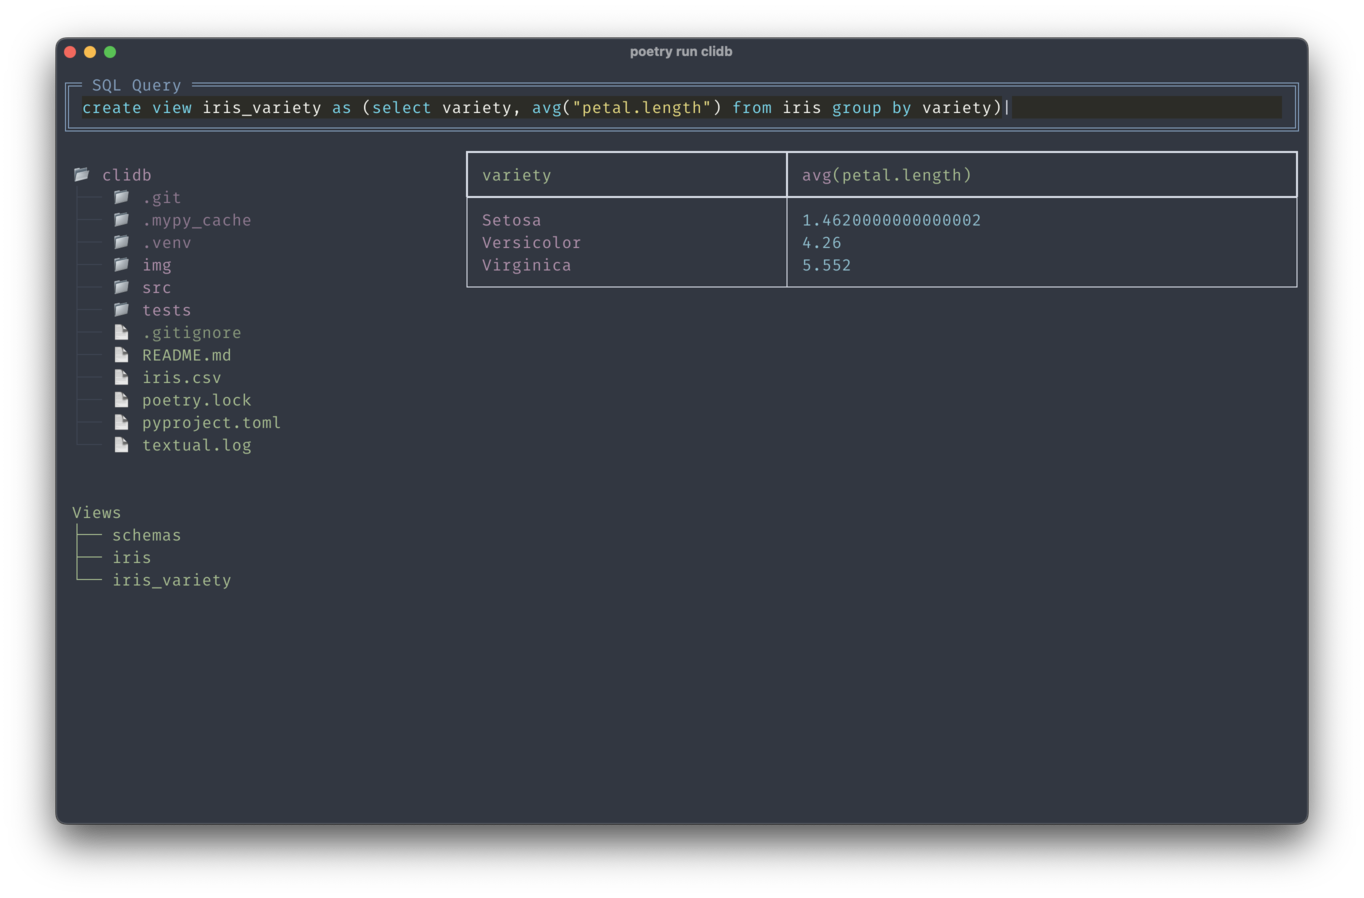 poetry run clidb
SQL Query
create view iris_variety as (select variety, avg("petal.length") from iris group by variety)
clidb
.git
.mypy_cache
.venv
img
src
tests
.gitignore
README.md
iris.csv
poetry.lock
pyproject.toml
textual.log
Views
schemas
iris
iris_variety
variety avg(petal.length)
Setosa 1.4620000000000002
Versicolor 4.26
Virginica 5.552